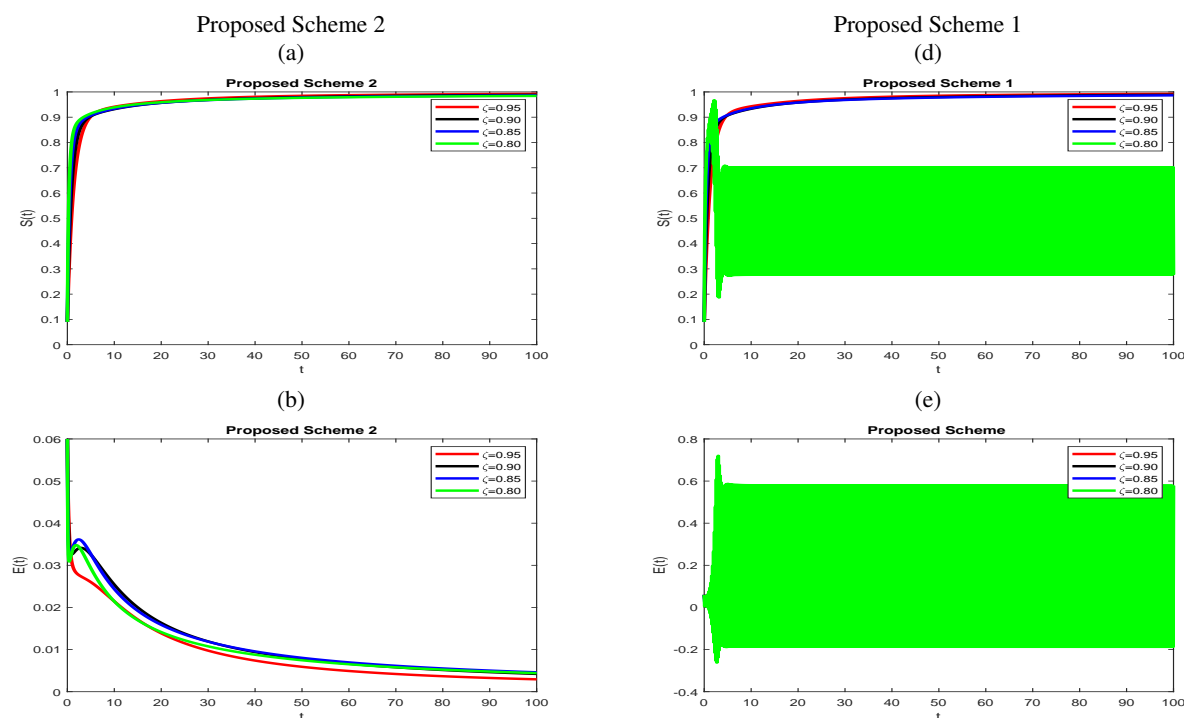 Proposed Scheme 2
(a)
Proposed Scheme 2
1
0.9
0.8
0.7
0.6
0.5
0.4
0.3
0.2
0.1
0
S(t)
0 10 20 30 40 50 60 70 80 90 100
t
ζ=0.95
ζ=0.90
ζ=0.85
ζ=0.80
Proposed Scheme 1
(d)
Proposed Scheme 1
1
0.9
0.8
0.7
0.6
0.5
0.4
0.3
0.2
0.1
0
S(t)
0 10 20 30 40 50 60 70 80 90 100
t
ζ=0.95
ζ=0.90
ζ=0.85
ζ=0.80
(b)
Proposed Scheme 2
0.06
0.05
0.04
0.03
0.02
0.01
0
E(t)
0 10 20 30 40 50 60 70 80 90 100
t
ζ=0.95
ζ=0.90
ζ=0.85
ζ=0.80
(e)
Proposed Scheme
0.8
0.6
0.4
0.2
0
-0.2
-0.4
E(t)
0 10 20 30 40 50 60 70 80 90 100
t
ζ=0.95
ζ=0.90
ζ=0.85
ζ=0.80